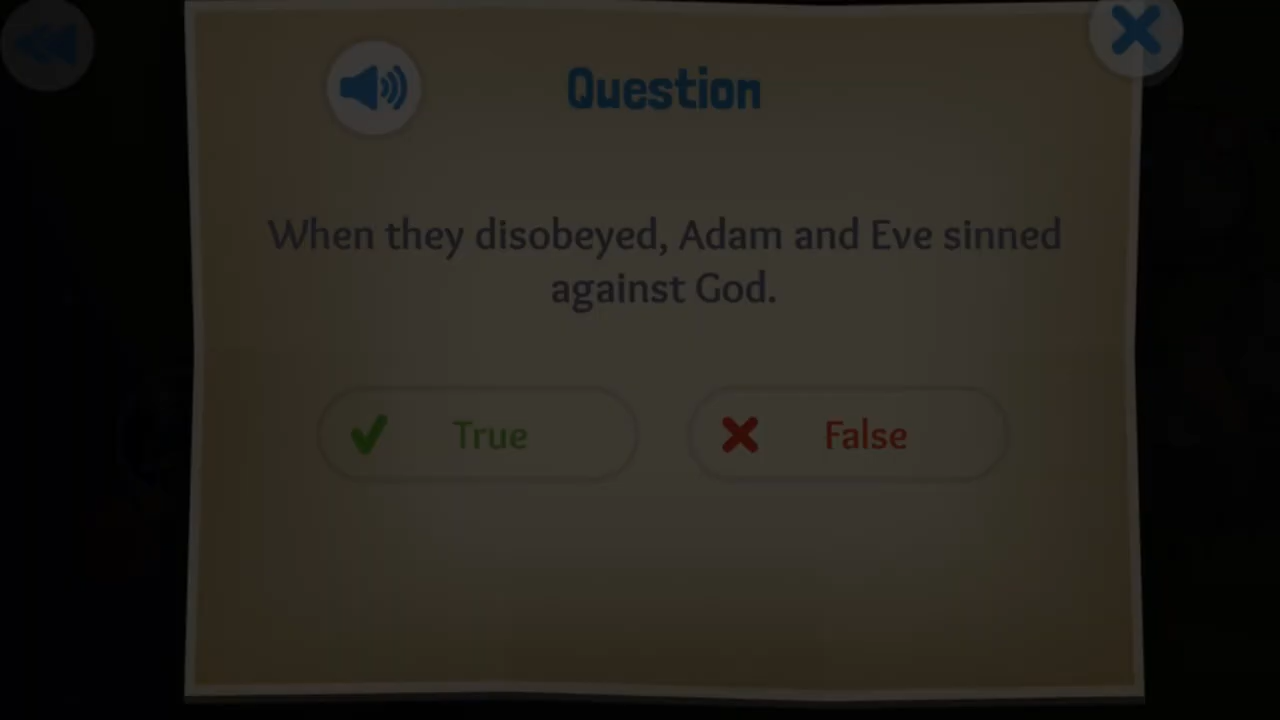 Question
When they disobeyed, Adam and Eve sinned
against God.
True
False